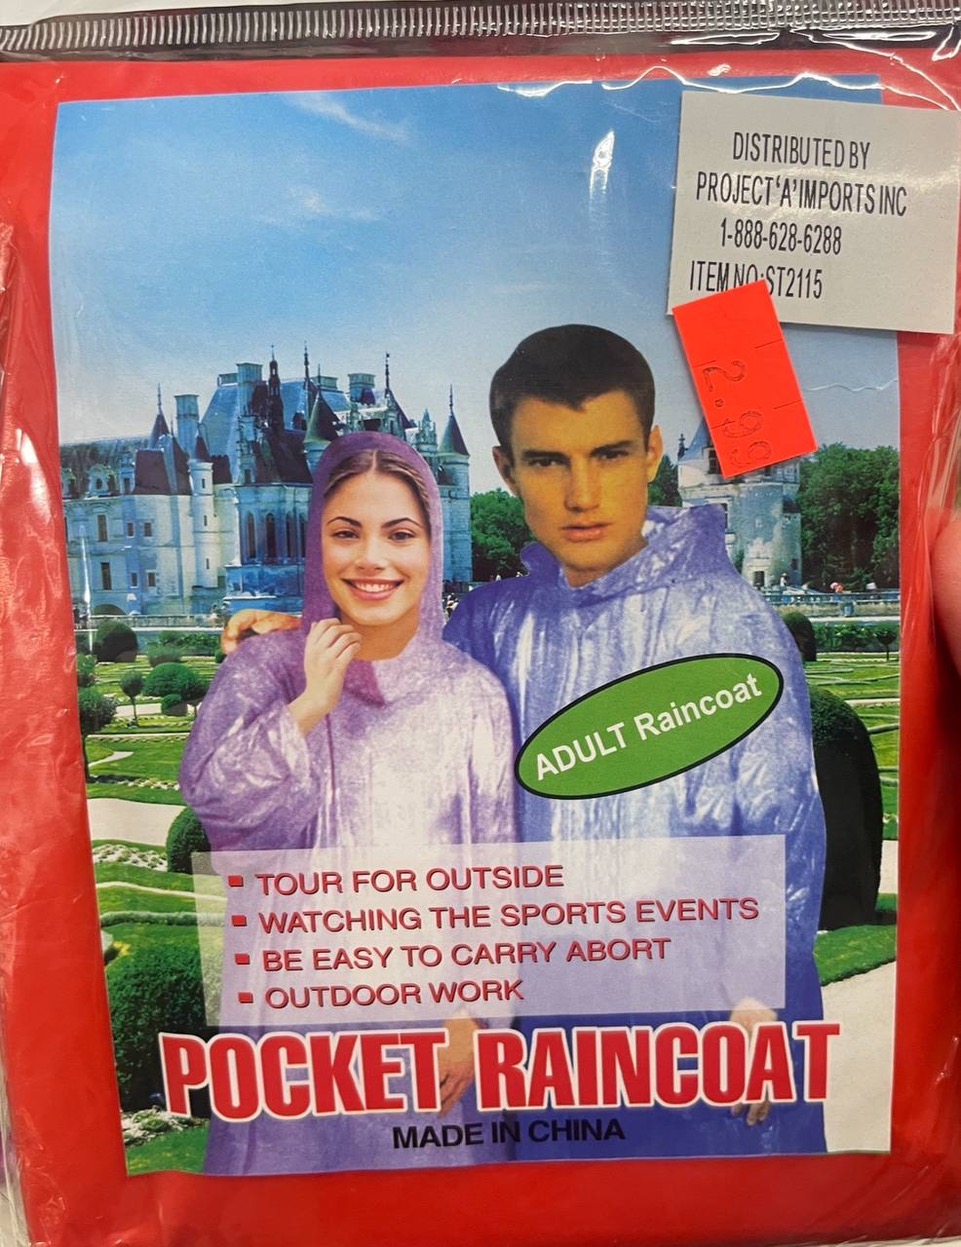 DISTRIBUTED BY
PROJECT'A'IMPORTS INC
1-888-628-6288
ITEM NO:ST2115
2.99
ADULT Raincoat
▪ TOUR FOR OUTSIDE
▪ WATCHING THE SPORTS EVENTS
▪ BE EASY TO CARRY ABORT
▪ OUTDOOR WORK
POCKET RAINCOAT
MADE IN CHINA